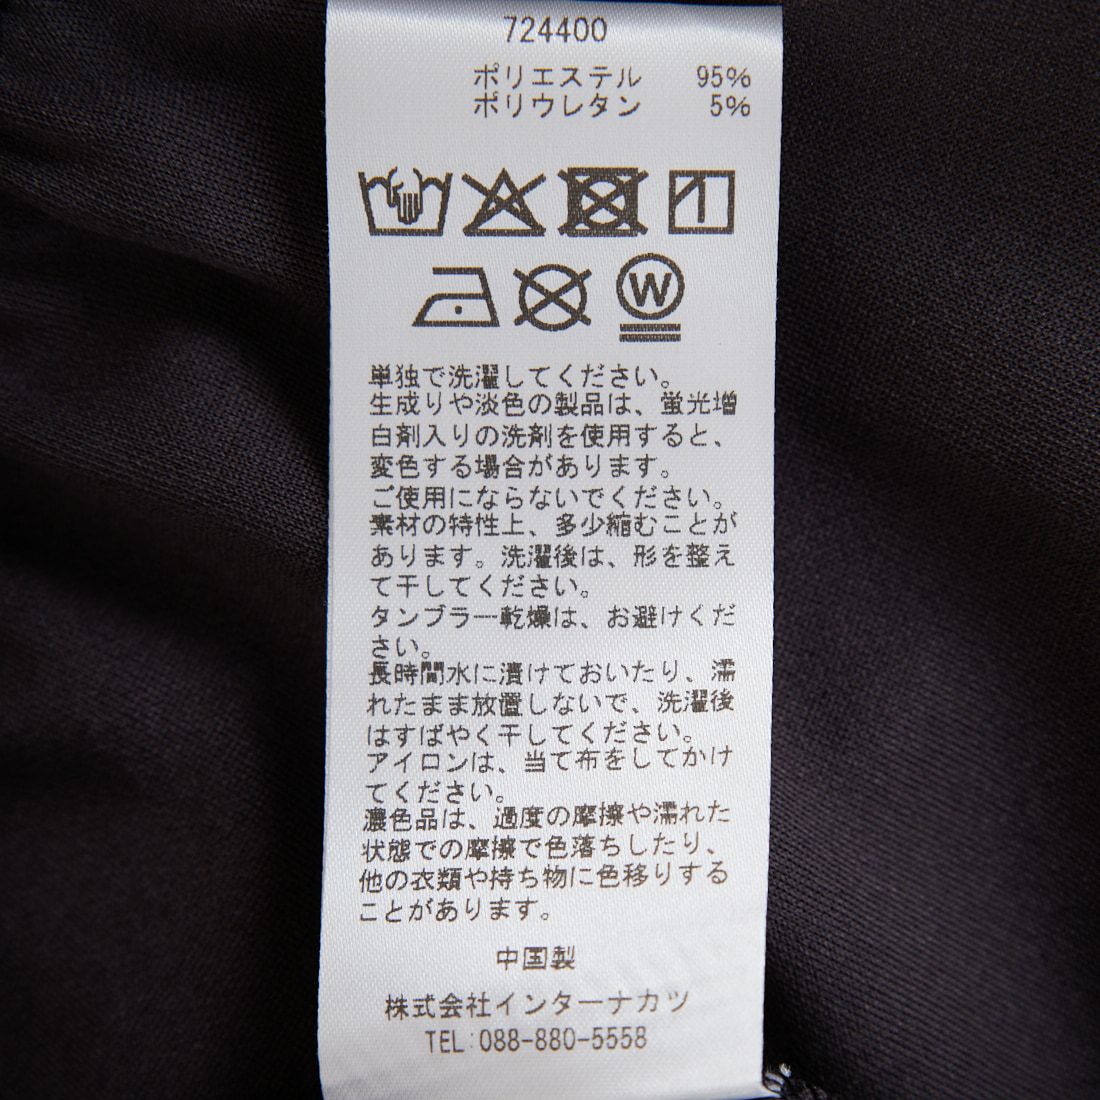 724400
ポリエステル 95%
ポリウレタン 5%
W
単独で洗濯してください。
生成りや淡色の製品は、蛍光増
白剤入りの洗剤を使用すると、
変色する場合があります。
ご使用にならないでください。
素材の特性上、多少縮むことが
あります。洗濯後は、形を整え
て干してください。
タンブラー乾燥は、お避けくだ
さい。
長時間水に漬けておいたり、濡
れたまま放置しないで、洗濯後
はすばやく干してください。
アイロンは、当て布をしてかけ
てください。
濃色品は、過度の摩擦や濡れた
状態での摩擦で色落ちしたり、
他の衣類や持ち物に色移りする
ことがあります。
中国製
株式会社インターナカツ
TEL:088-880-5558